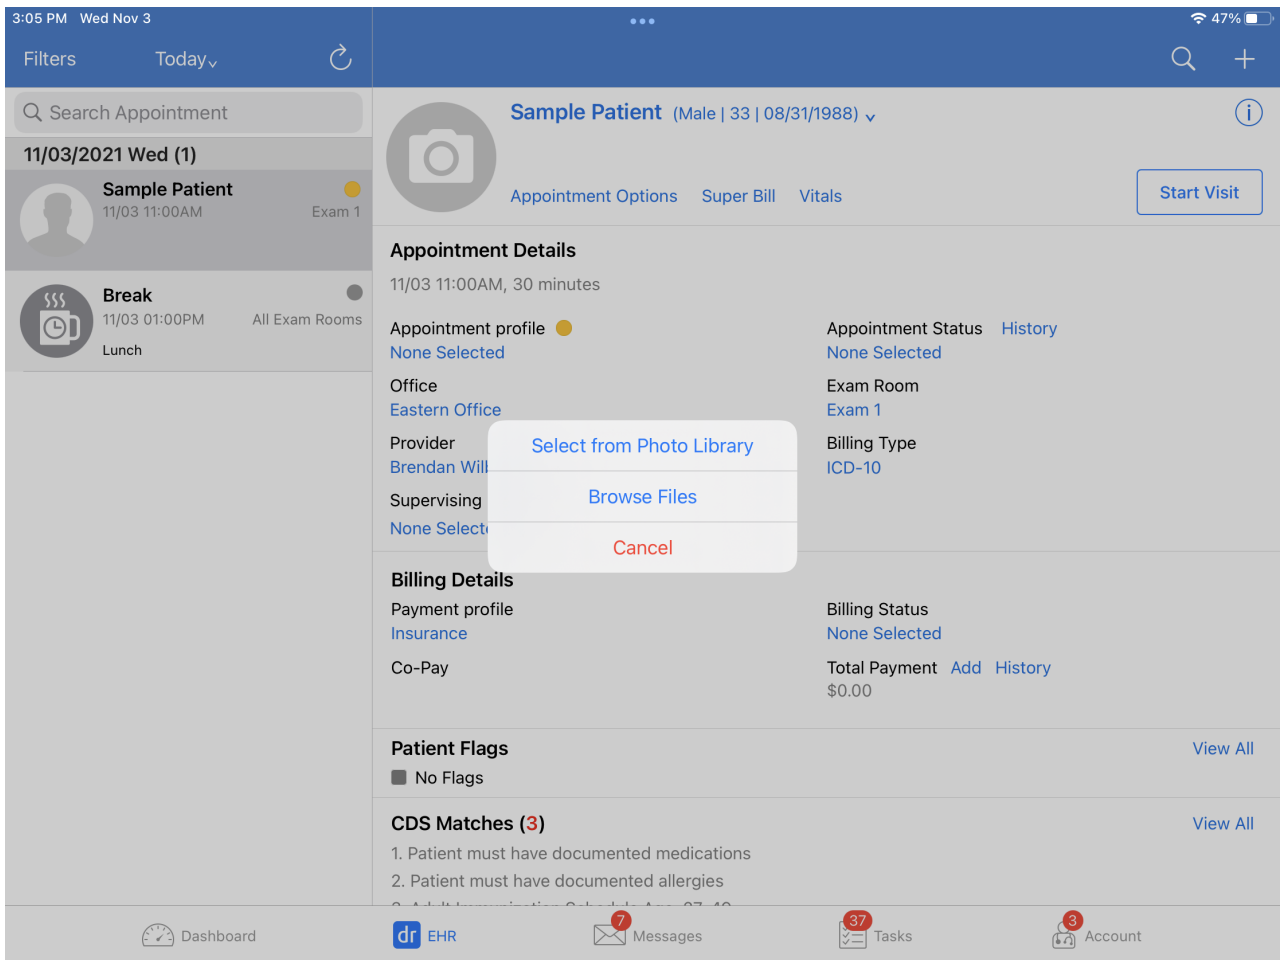 3:05 PM Wed Nov 3
47%
Filters
Today
Search Appointment
11/03/2021 Wed (1)
Sample Patient
11/03 11:00AM
Exam 1
Break
11/03 01:00PM
All Exam Rooms
Lunch
Sample Patient (Male | 33 | 08/31/1988)
Appointment Options Super Bill Vitals
Start Visit
Appointment Details
11/03 11:00AM, 30 minutes
Appointment profile
None Selected
Appointment Status History
None Selected
Office
Eastern Office
Exam Room
Exam 1
Provider
Brendan Wilb
Billing Type
ICD-10
Supervising
None Selecte
Select from Photo Library
Browse Files
Cancel
Billing Details
Payment profile
Insurance
Billing Status
None Selected
Co-Pay
Total Payment Add History
$0.00
Patient Flags
View All
No Flags
CDS Matches (3)
View All
1. Patient must have documented medications
2. Patient must have documented allergies
Dashboard
dr EHR
7 Messages
37 Tasks
3 Account